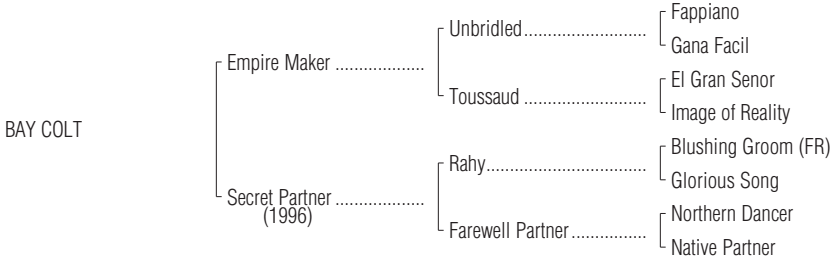 Fappiano
Unbridled
Gana Facil
Empire Maker
El Gran Senor
Toussaud
Image of Reality
BAY COLT
Blushing Groom (FR)
Rahy
Glorious Song
Secret Partner
(1996)
Northern Dancer
Farewell Partner
Native Partner